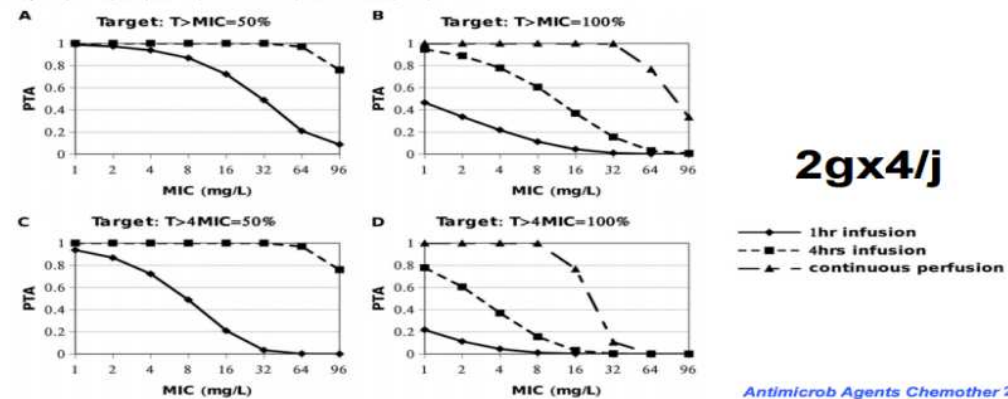 A
Target: T>MIC=50%
PTA
1
0.8
0.6
0.4
0.2
0
1 2 4 8 16 32 64 96
MIC (mg/L)
B
Target: T>MIC=100%
PTA
1
0.8
0.6
0.4
0.2
0
1 2 4 8 16 32 64 96
MIC (mg/L)
C
Target: T>4MIC=50%
PTA
1
0.8
0.6
0.4
0.2
0
1 2 4 8 16 32 64 96
MIC (mg/L)
D
Target: T>4MIC=100%
PTA
1
0.8
0.6
0.4
0.2
0
1 2 4 8 16 32 64 96
MIC (mg/L)
2gx4/j
1hr infusion
4hrs infusion
continuous perfusion
Antimicrob Agents Chemother